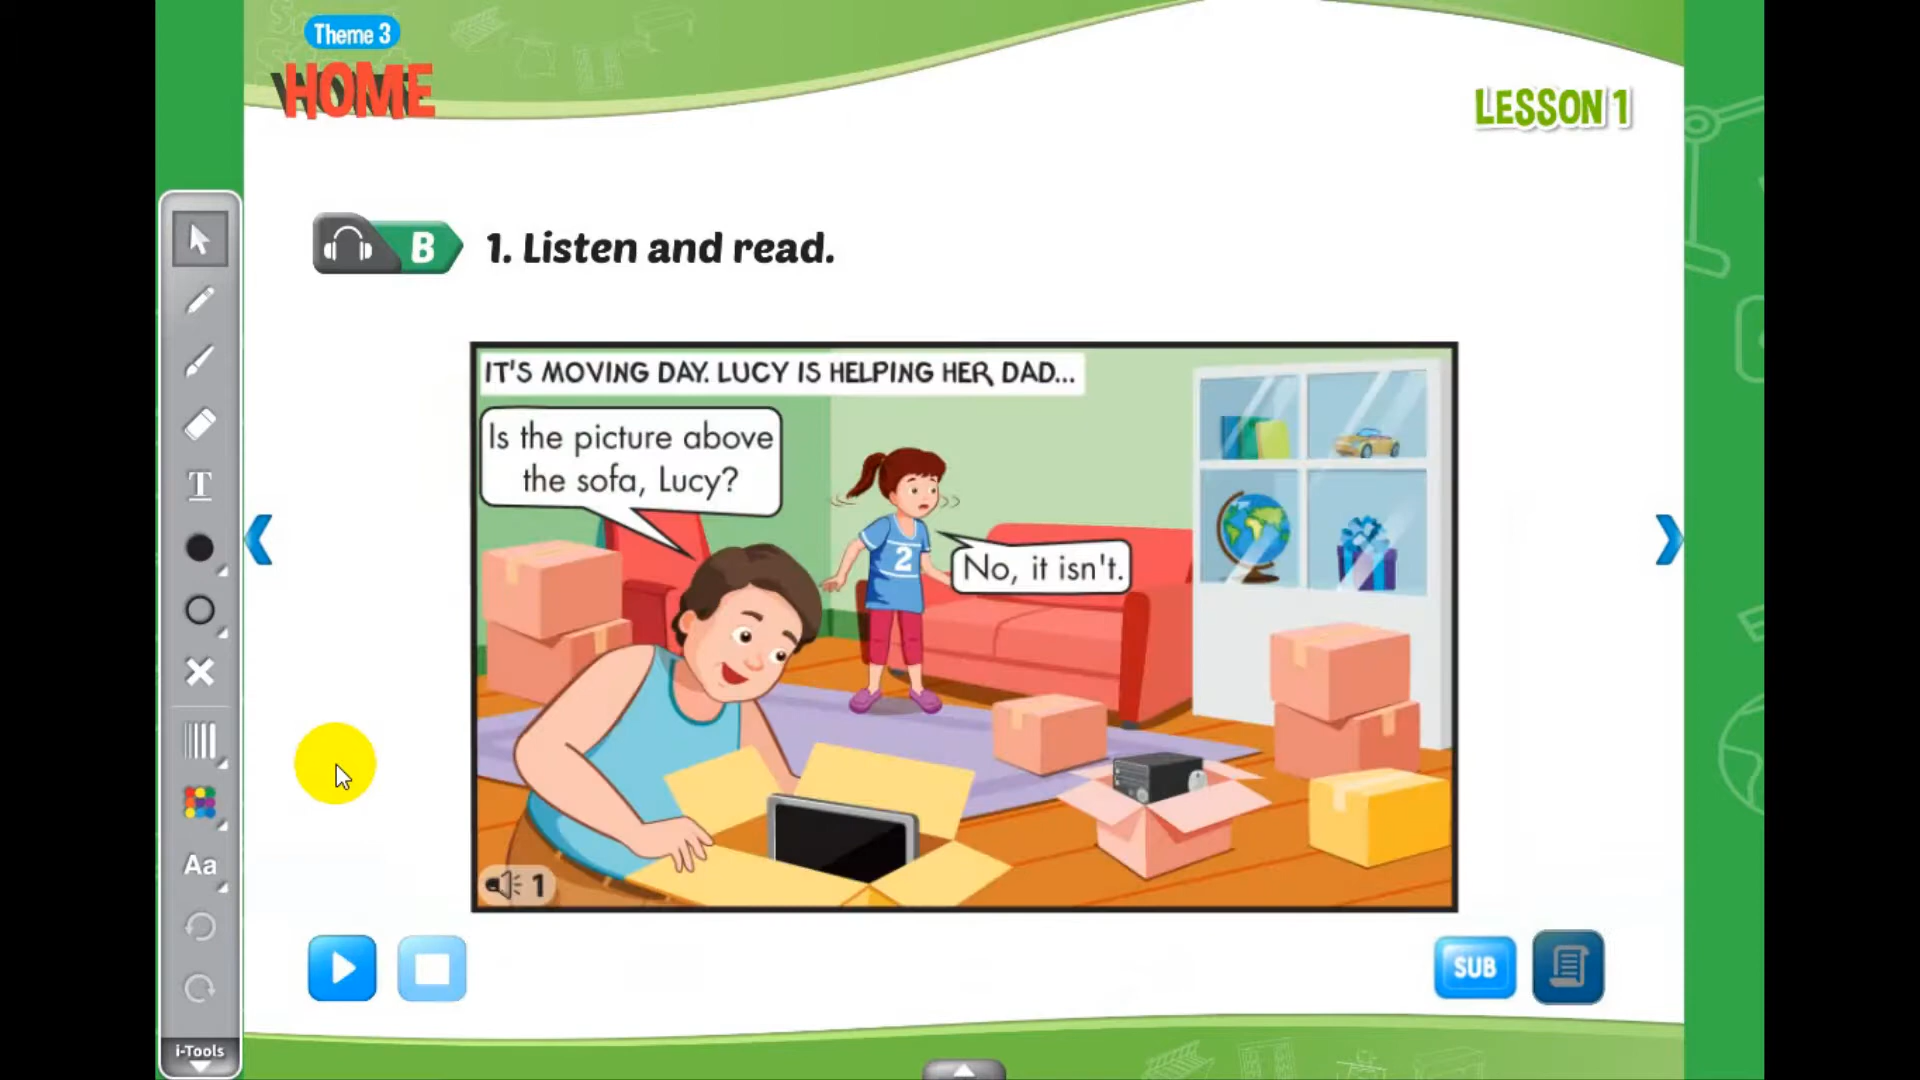 Theme 3
HOME
LESSON 1
B
1. Listen and read.
IT'S MOVING DAY. LUCY IS HELPING HER DAD...
Is the picture above
the sofa, Lucy?
2
No, it isn't.
1
SUB
T
Aa
i-Tools